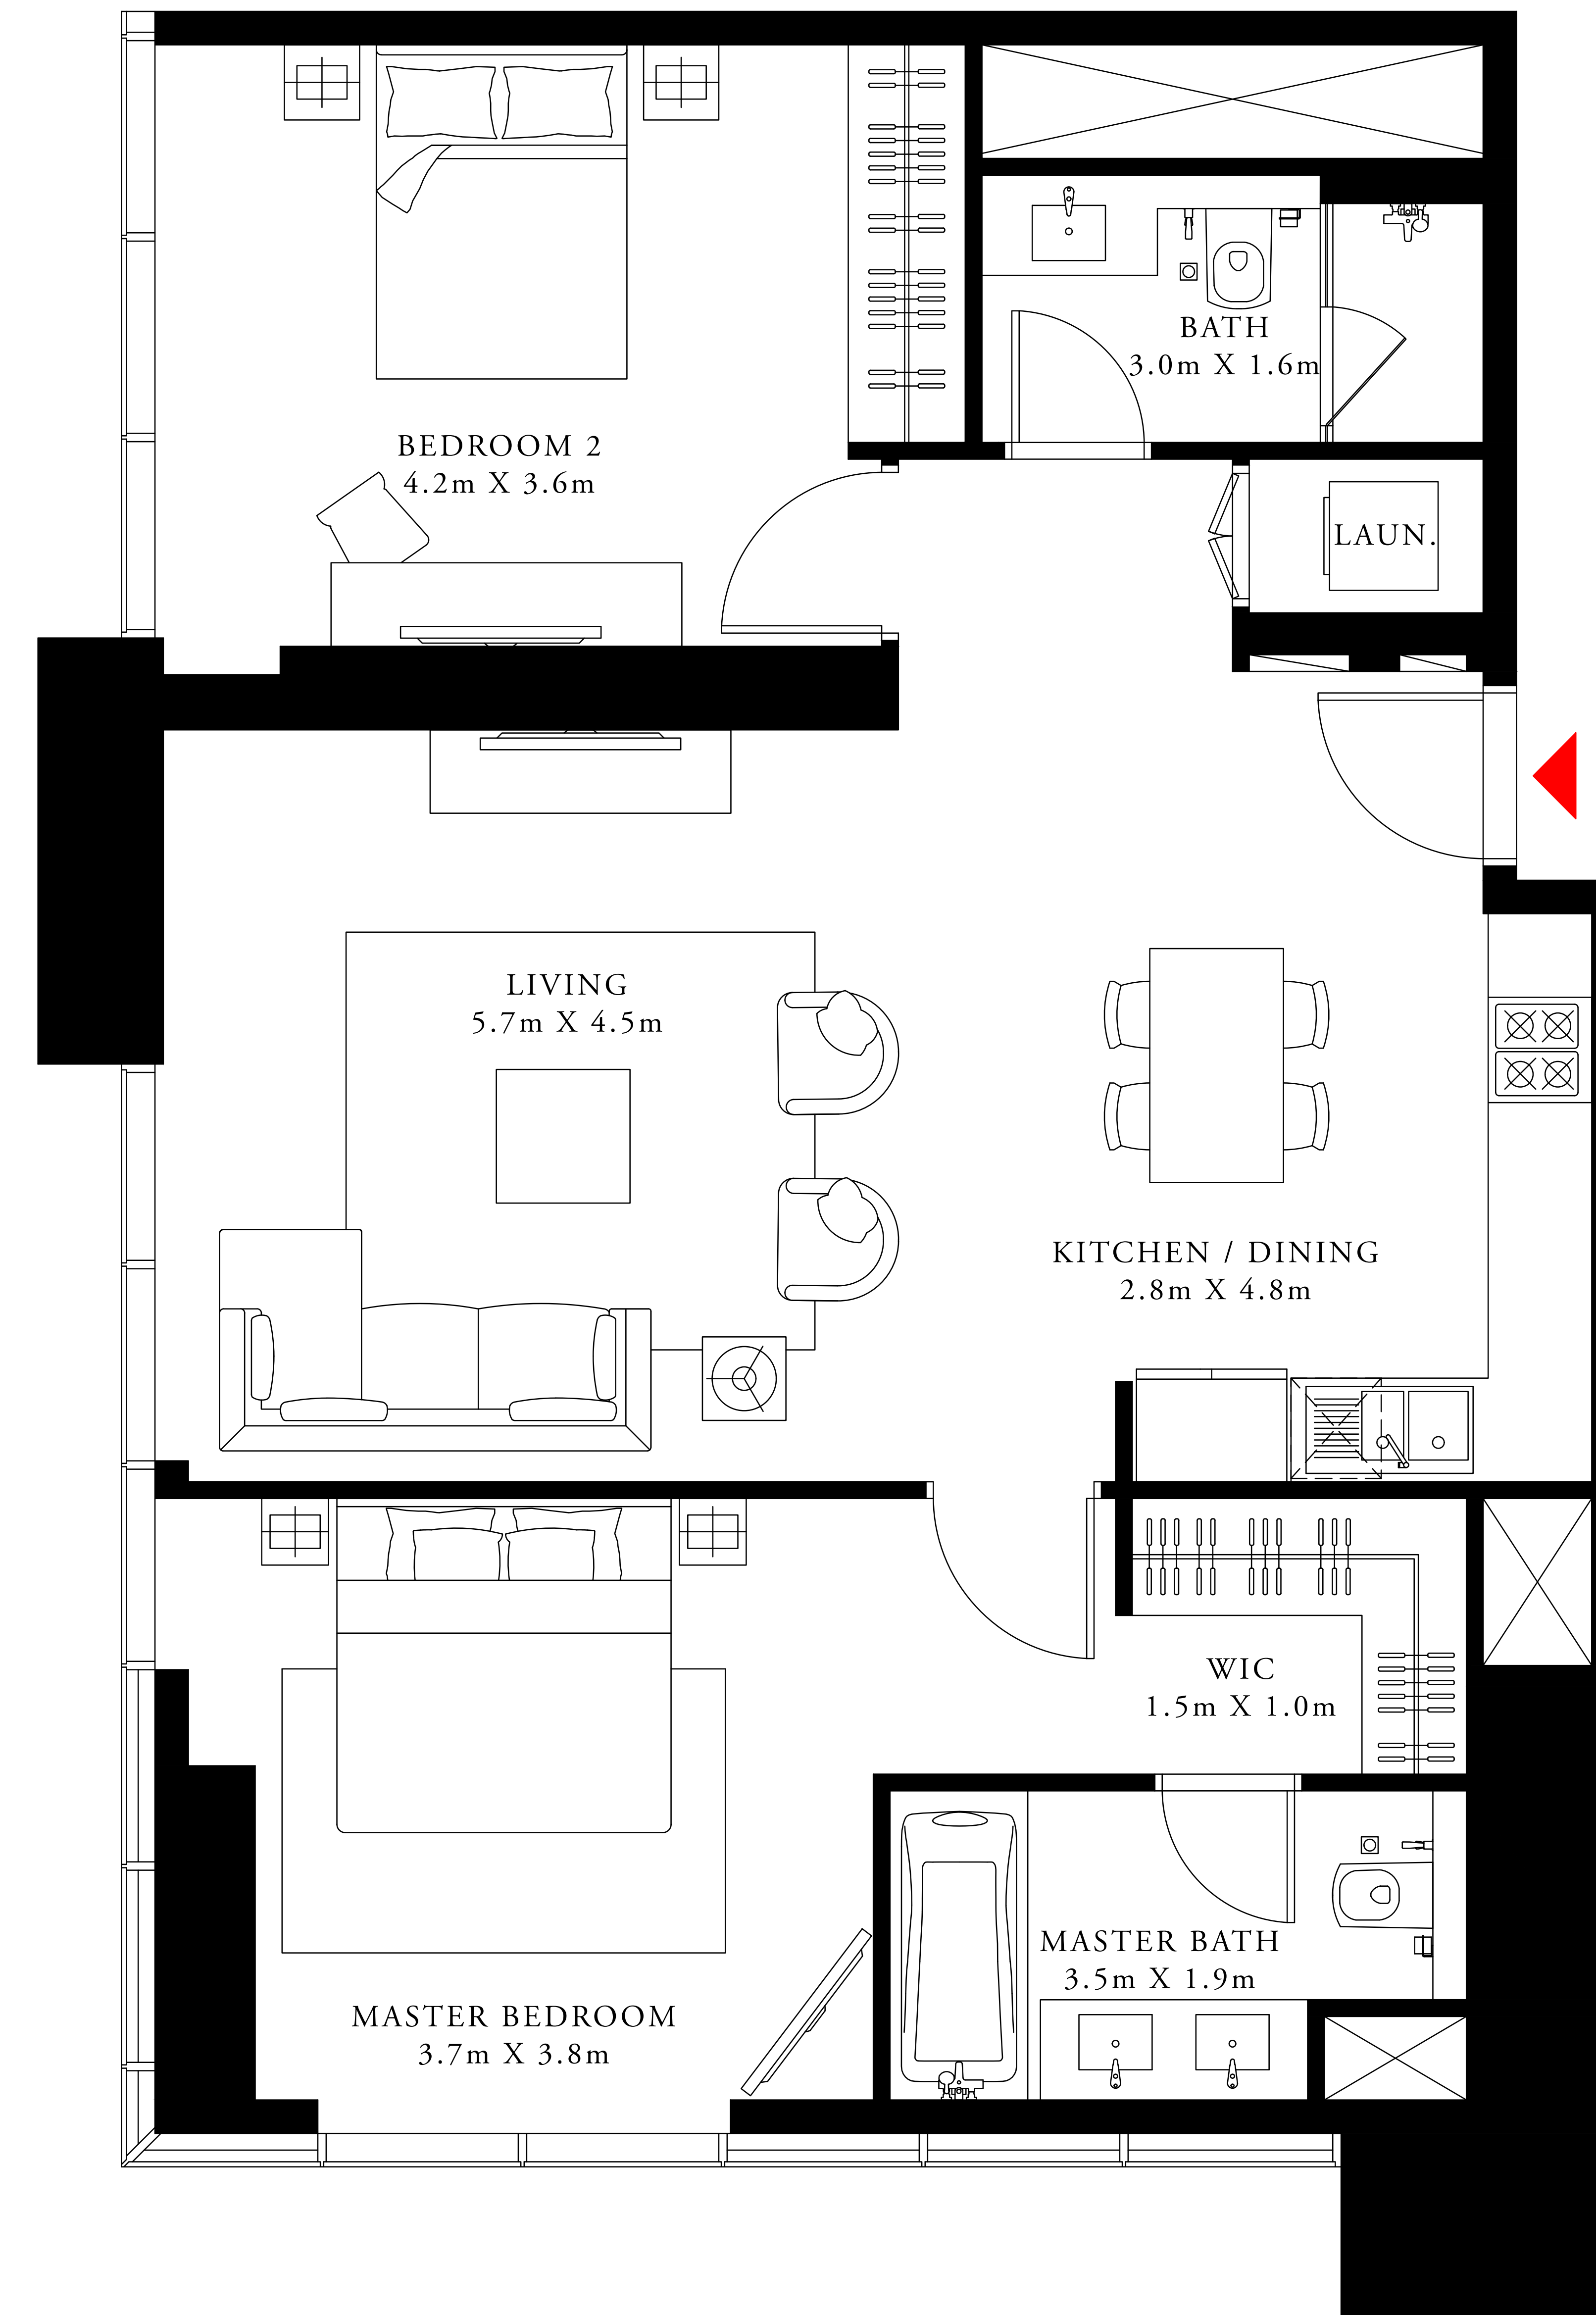 BATH
3.0m X 1.6m
BEDROOM 2
4.2m X 3.6m
LAUN.
LIVING
5.7m X 4.5m
KITCHEN / DINING
2.8m X 4.8m
WIC
1.5m X 1.0m
MASTER BATH
3.5m X 1.9m
MASTER BEDROOM
3.7m X 3.8m